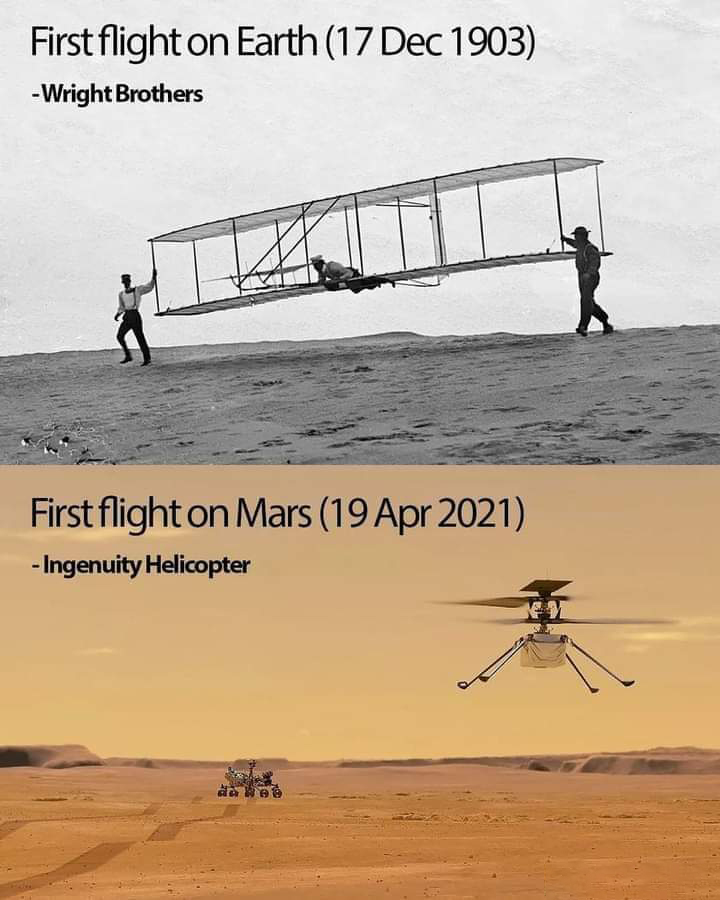 First flight on Earth (17 Dec 1903)
-Wright Brothers
First flight on Mars (19 Apr 2021)
-Ingenuity Helicopter